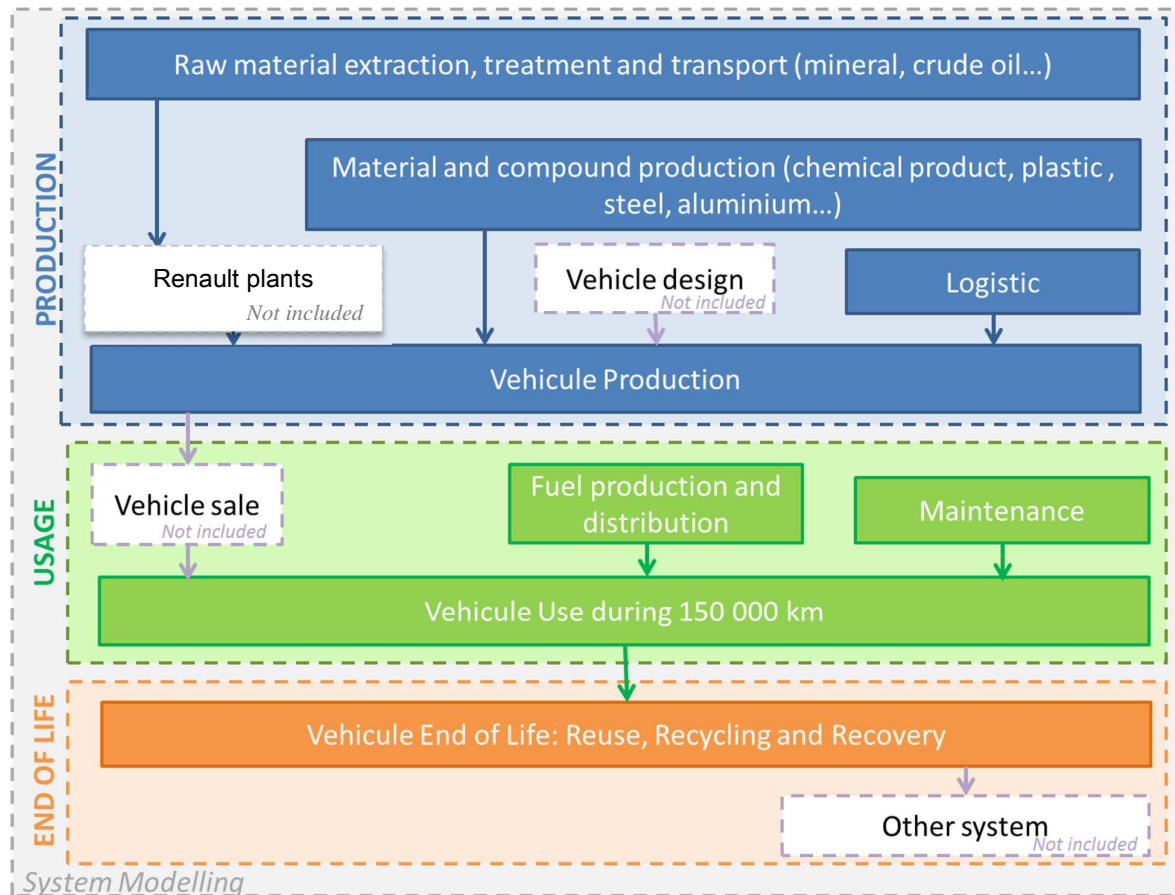 PRODUCTION
Raw material extraction, treatment and transport (mineral, crude oil...)
Material and compound production (chemical product, plastic ,
steel, aluminium...)
Renault plants
Not included
Vehicle design
Not included
Logistic
Vehicule Production
USAGE
Vehicle sale
Not included
Fuel production and
distribution
Maintenance
Vehicule Use during 150 000 km
END OF LIFE
Vehicule End of Life: Reuse, Recycling and Recovery
Other system
Not included
System Modelling